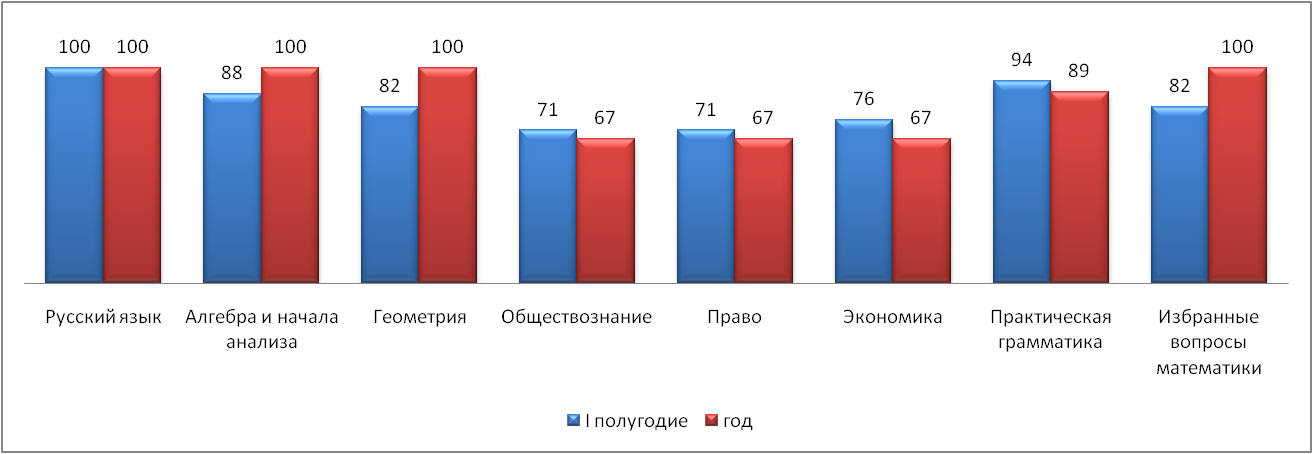 100 100 88 100 82 100 71 67 71 67 76 67 94 89 82 100
Русский язык
Алгебра и начала
анализа
Геометрия
Обществознание
Право
Экономика
Практическая
грамматика
Избранные
вопросы
математики
I полугодие год